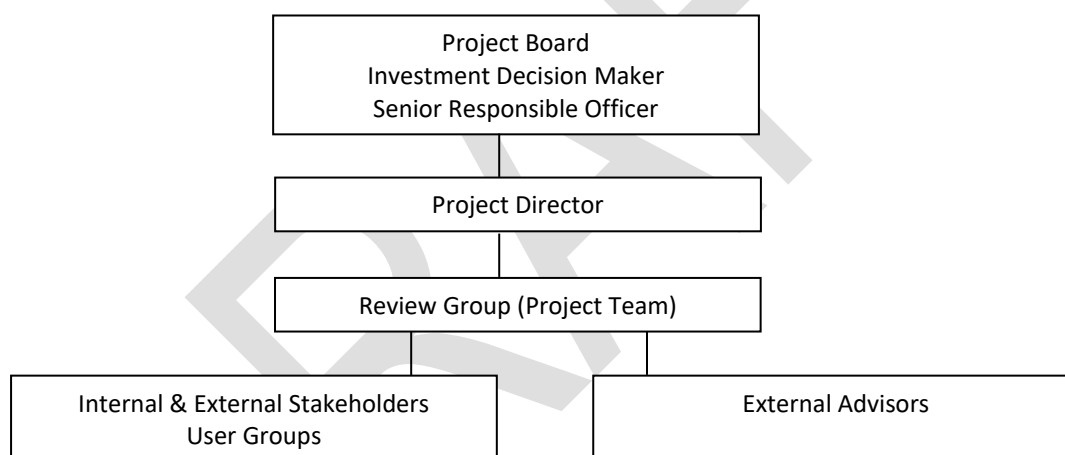 Project Board
Investment Decision Maker
Senior Responsible Officer
Project Director
Review Group (Project Team)
Internal & External Stakeholders
User Groups
External Advisors